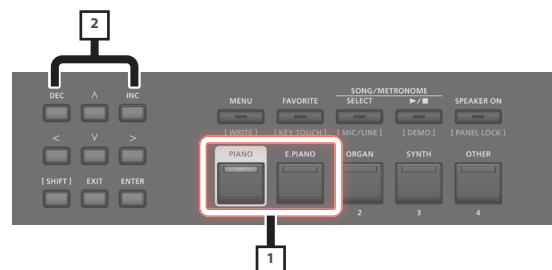 2
DEC ∧ INC
< ∨ >
[ SHIFT ] EXIT ENTER
SONG/METRONOME
MENU FAVORITE SELECT ►/■ SPEAKER ON
[ WRITE ] [ KEY TOUCH ] [ MIC/LINE ] [ DEMO ] [ PANEL LOCK ]
PIANO E.PIANO ORGAN SYNTH OTHER
2 3 4
1